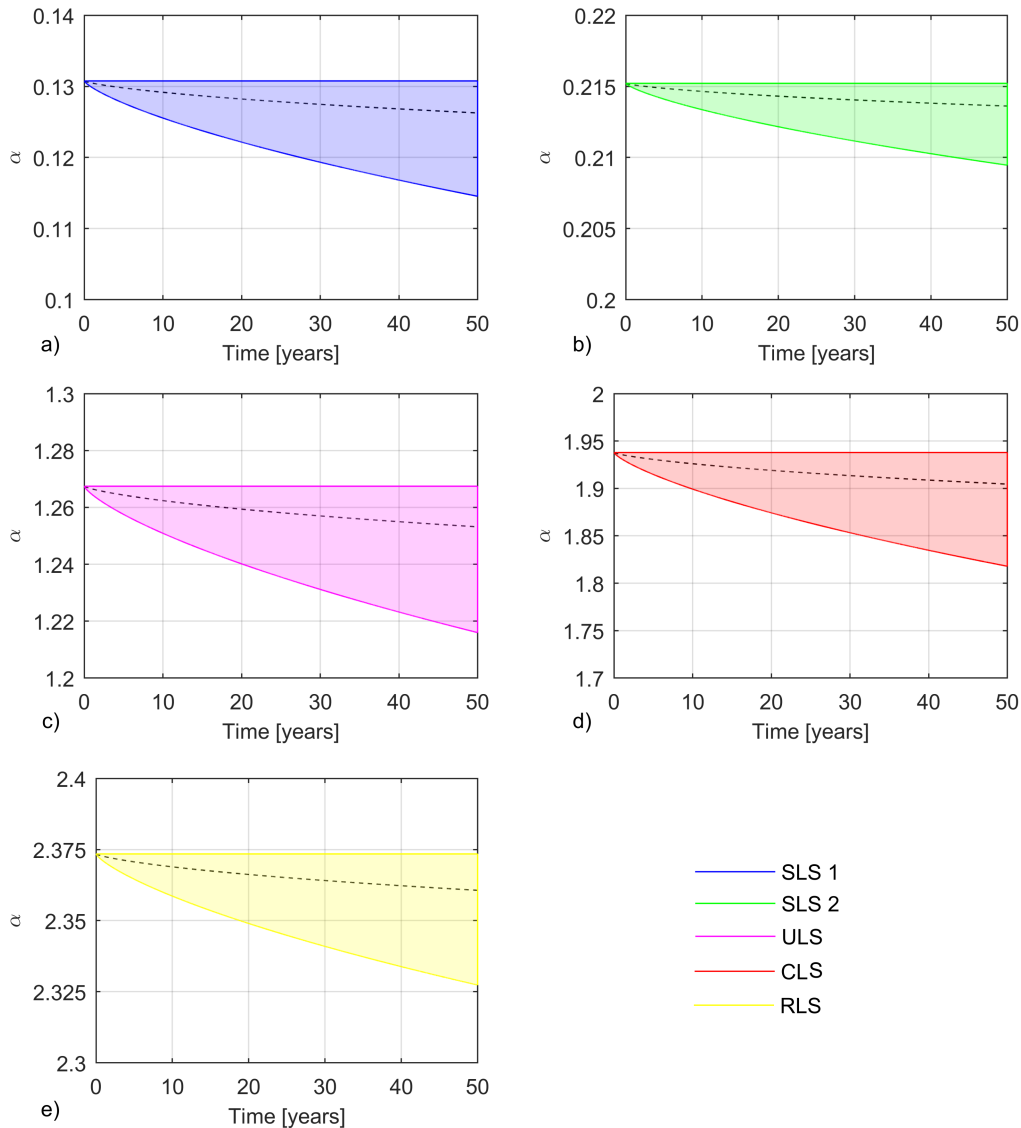 0.14
0.13
0.12
0.11
0.1
α
0 10 20 30 40 50
Time [years]
a)
0.22
0.215
0.21
0.205
0.2
α
0 10 20 30 40 50
Time [years]
b)
1.3
1.28
1.26
1.24
1.22
1.2
α
0 10 20 30 40 50
Time [years]
c)
2
1.95
1.9
1.85
1.8
1.75
1.7
α
0 10 20 30 40 50
Time [years]
d)
2.4
2.375
2.35
2.325
2.3
α
0 10 20 30 40 50
Time [years]
e)
SLS 1
SLS 2
ULS
CLS
RLS